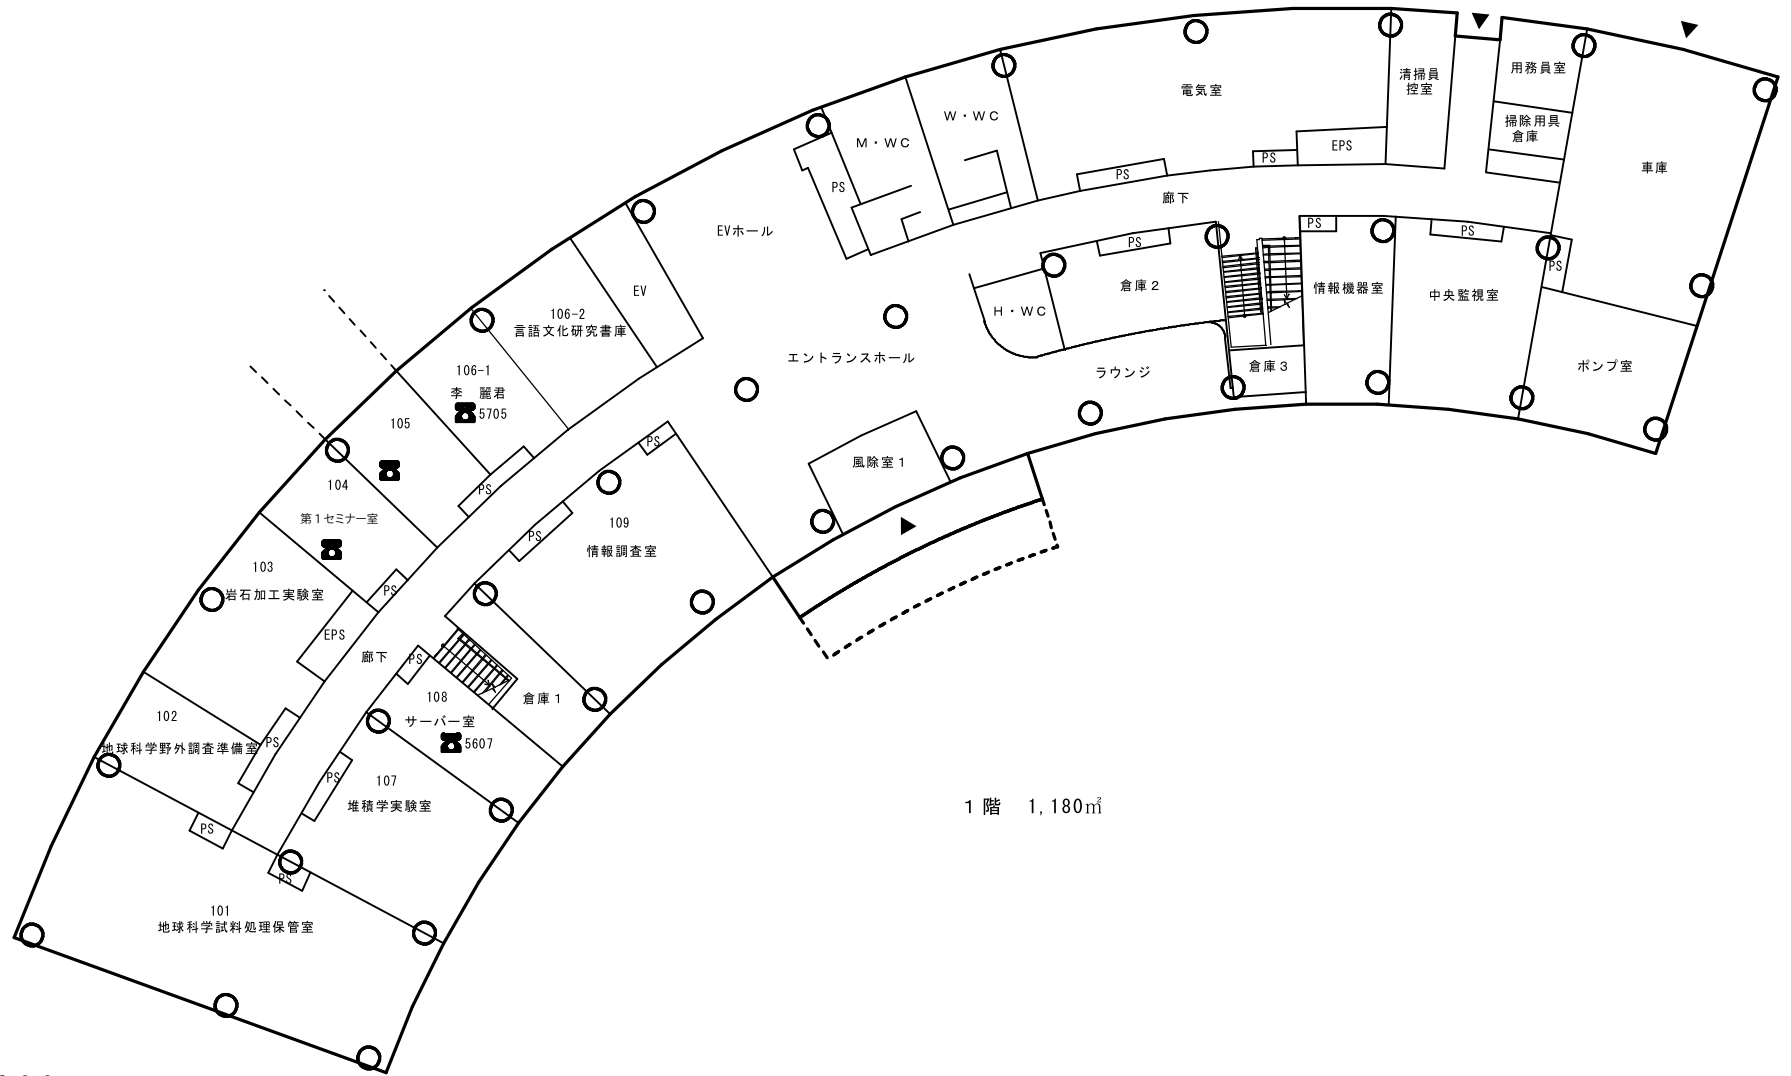 用務員室
清掃員
控室
電気室
W・WC
掃除用具
倉庫
M・WC
EPS
PS
車庫
PS
PS
廊下
PS
EVホール
PS
PS
PS
PS
倉庫２
情報機器室
中央監視室
EV
H・WC
106-2
言語文化研究書庫
エントランスホール
ラウンジ
倉庫３
ポンプ室
106-1
李　麗君
5705
105
PS
風除室１
104
PS
第１セミナー室
109
PS
情報調査室
103
岩石加工実験室
PS
EPS
廊下
PS
108
倉庫１
サーバー室
5607
102
地球科学野外調査準備室
PS
PS
107
堆積学実験室
１階　1,180㎡
PS
PS
101
地球科学試料処理保管室